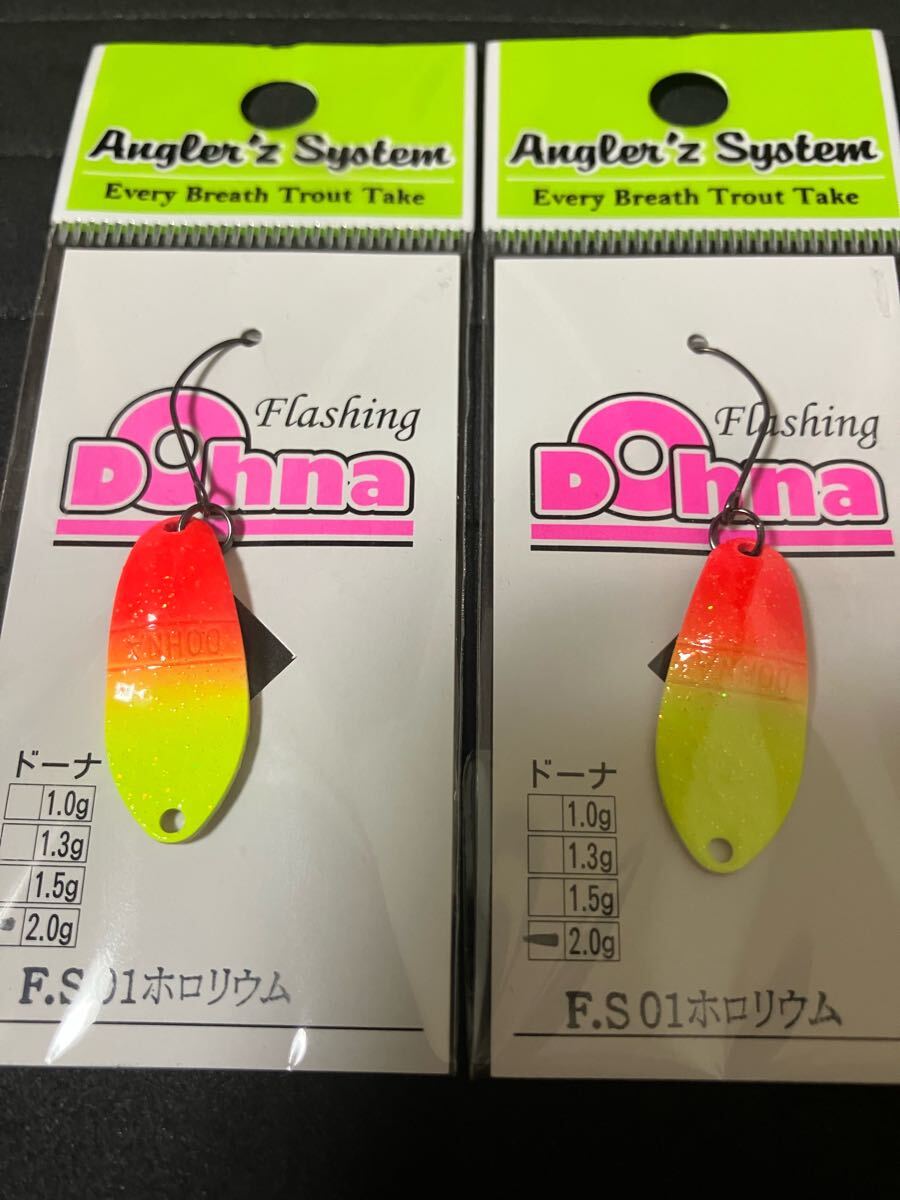 Angler'z System
Every Breath Trout Take
Flashing
Dohna
DOHNA
ドーナ
1.0g
1.3g
1.5g
2.0g
F.S 01ホロリウム
Angler'z System
Every Breath Trout Take
Flashing
Dohna
DOHNA
ドーナ
1.0g
1.3g
1.5g
2.0g
F.S 01ホロリウム